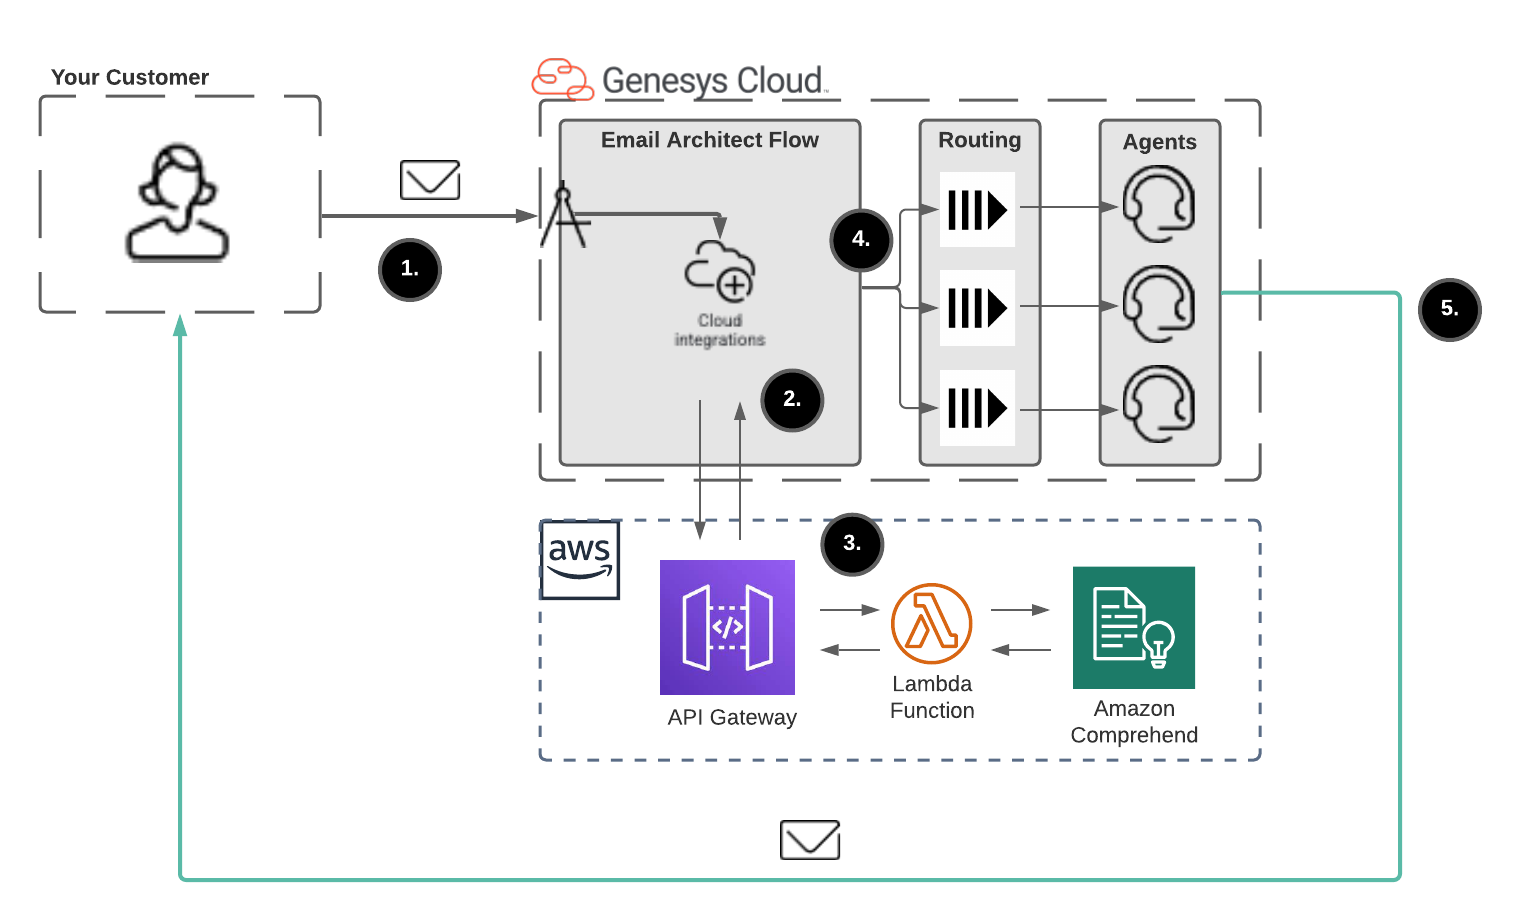 Your Customer
Genesys Cloud™
Email Architect Flow
Routing
Agents
1.
4.
5.
Cloud
integrations
2.
3.
aws
</>
API Gateway
Lambda
Function
Amazon
Comprehend